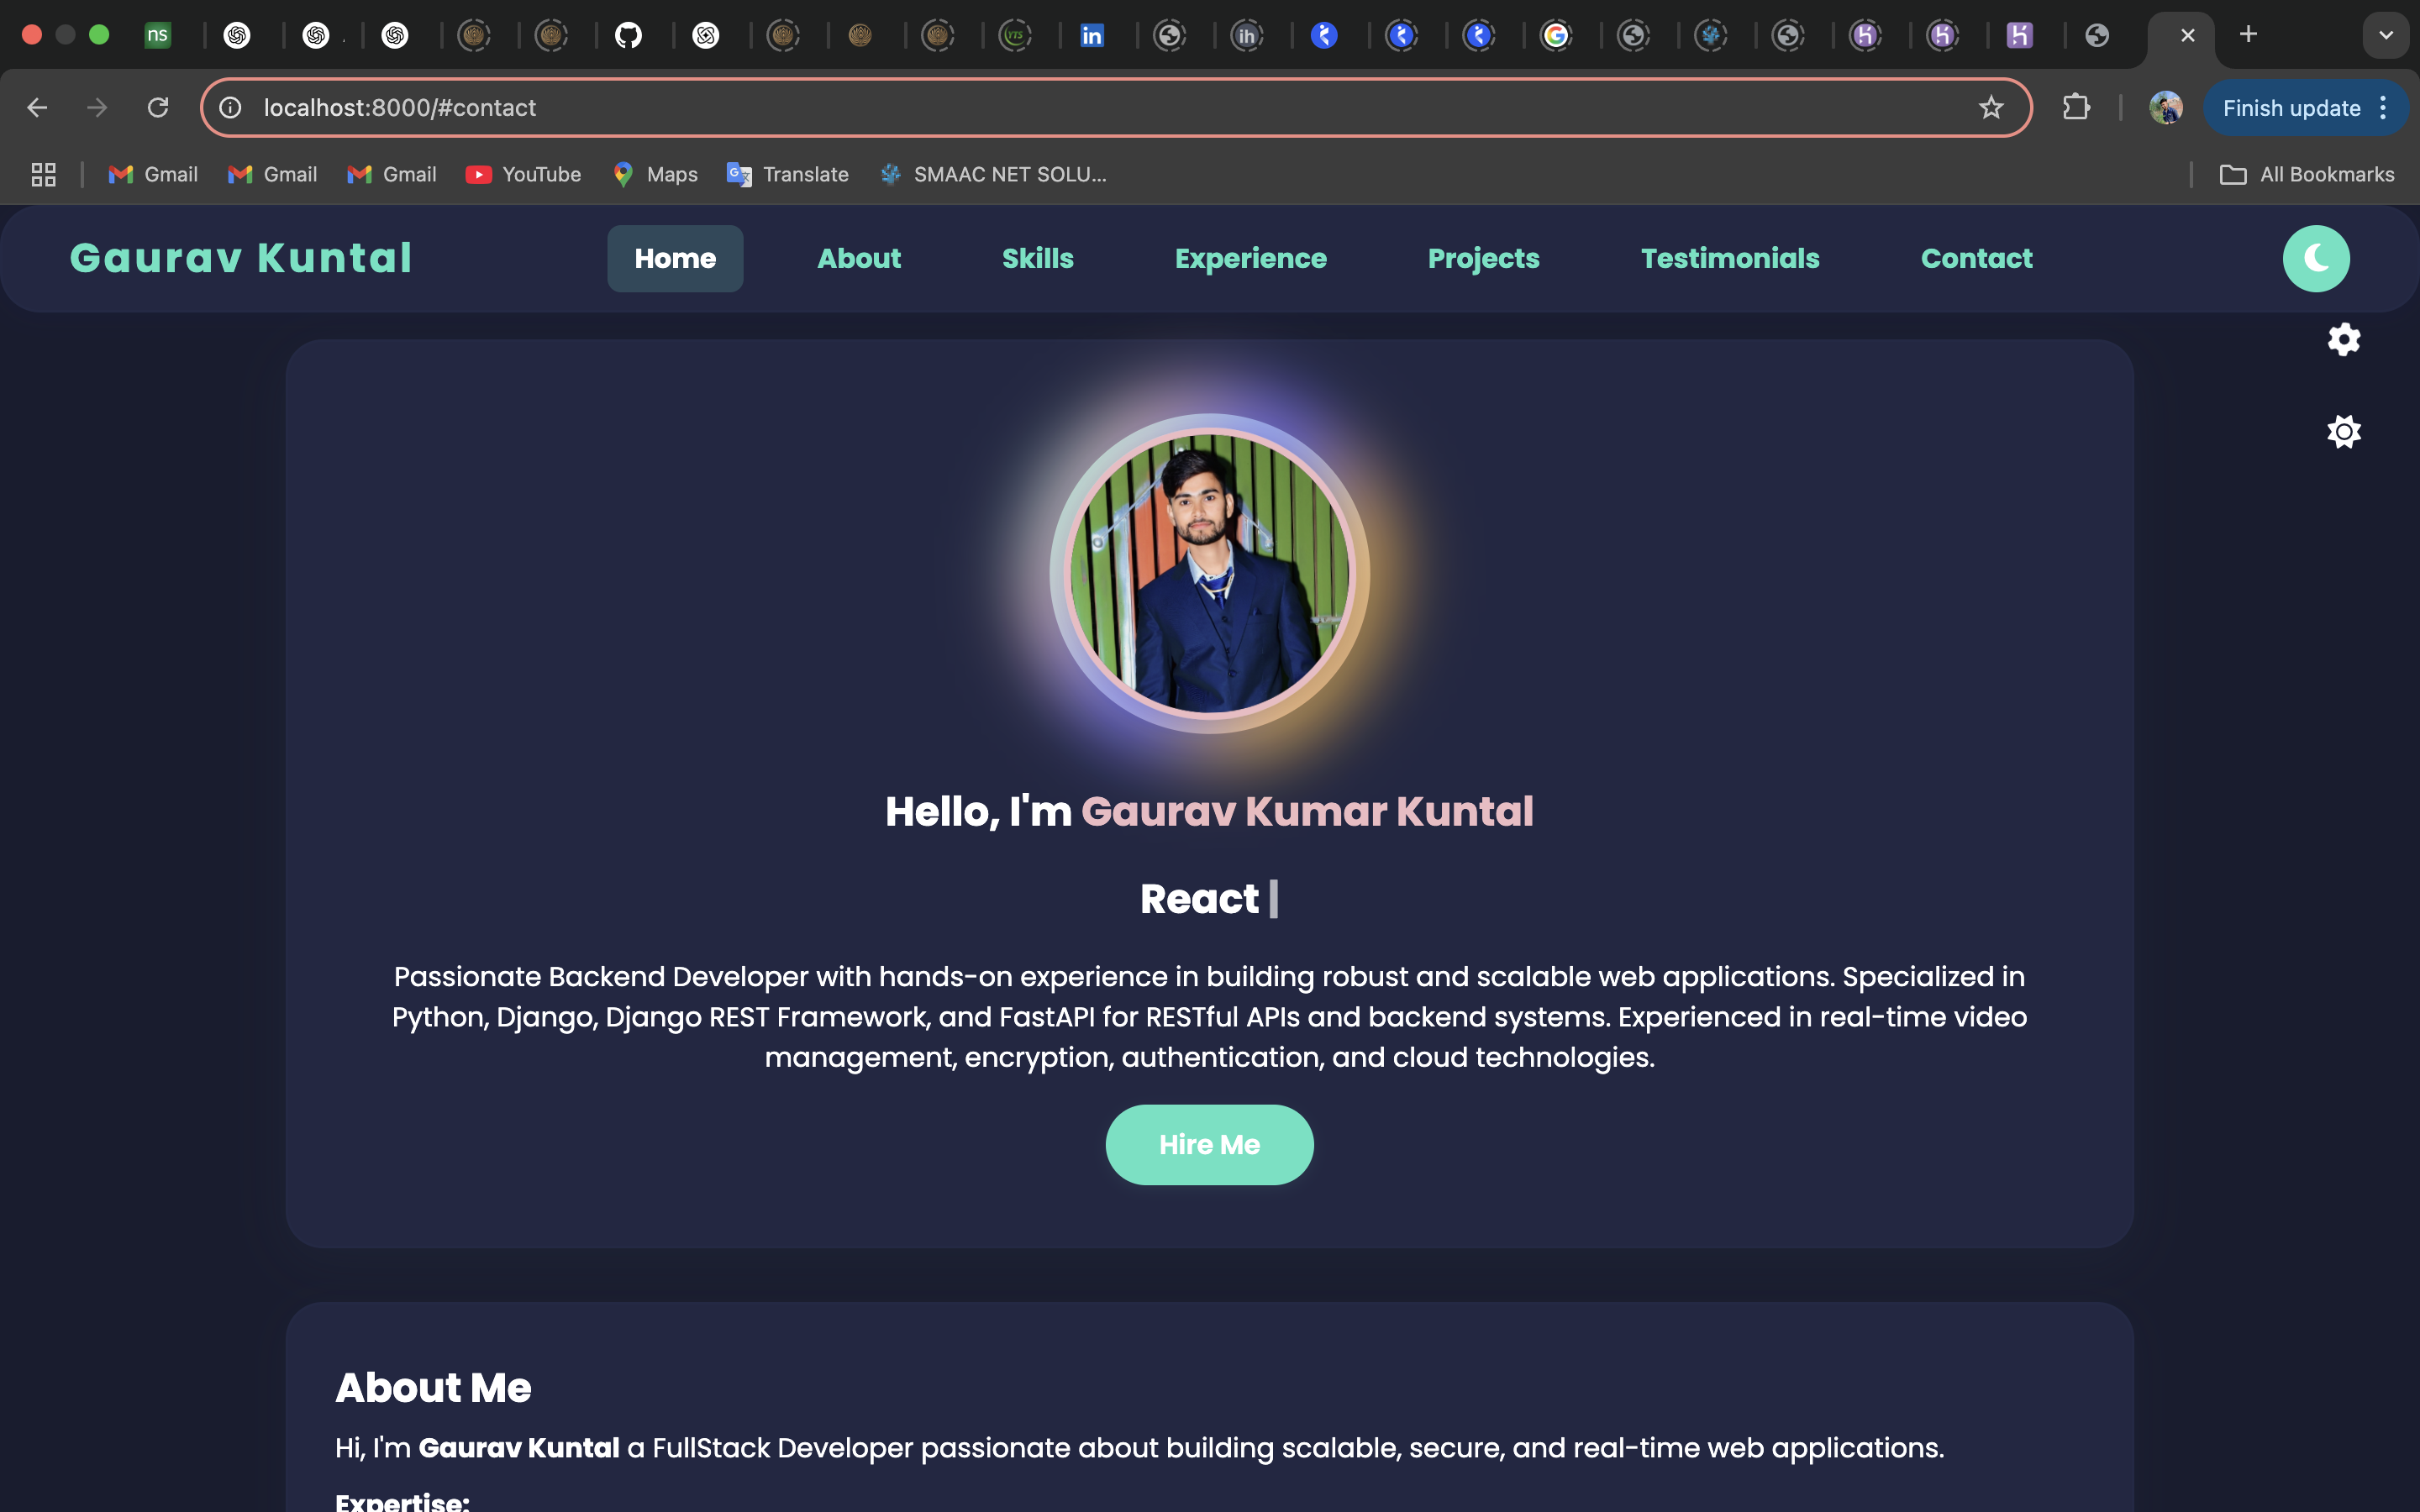 ns
YTS
in
ih
localhost:8000/#contact
Finish update
Gmail
Gmail
Gmail
YouTube
Maps
Translate
SMAAC NET SOLU...
All Bookmarks
Gaurav Kuntal
Home
About
Skills
Experience
Projects
Testimonials
Contact
Hello, I'm Gaurav Kumar Kuntal
React |
Passionate Backend Developer with hands-on experience in building robust and scalable web applications. Specialized in
Python, Django, Django REST Framework, and FastAPI for RESTful APIs and backend systems. Experienced in real-time video
management, encryption, authentication, and cloud technologies.
Hire Me
About Me
Hi, I'm Gaurav Kuntal a FullStack Developer passionate about building scalable, secure, and real-time web applications.
Expertise: